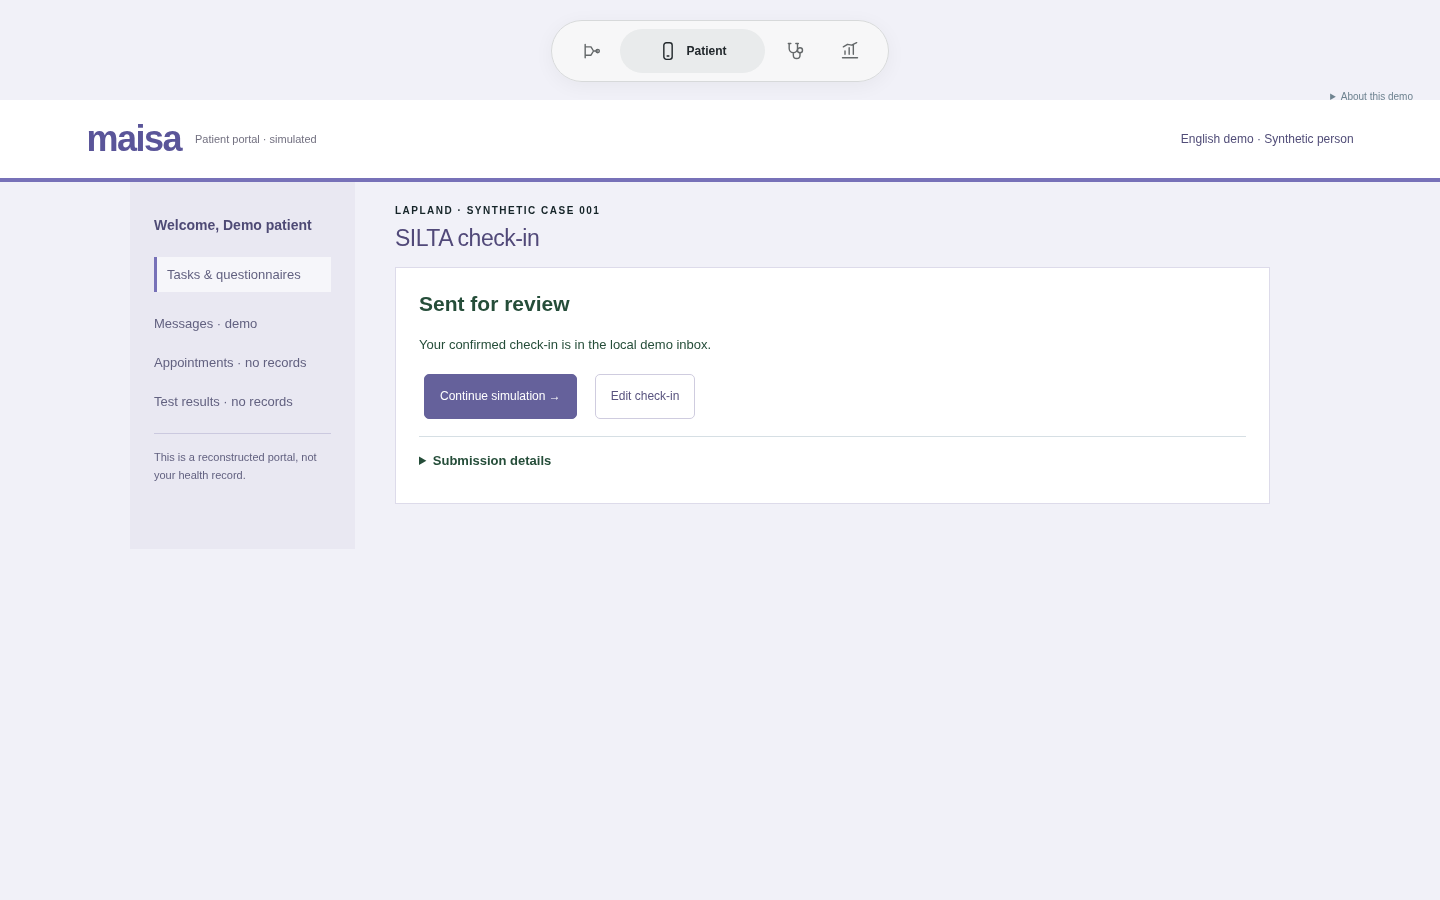 Patient
About this demo
maisa
Patient portal · simulated
English demo · Synthetic person
Welcome, Demo patient
Tasks & questionnaires
Messages · demo
Appointments · no records
Test results · no records
This is a reconstructed portal, not
your health record.
LAPLAND · SYNTHETIC CASE 001
SILTA check-in
Sent for review
Your confirmed check-in is in the local demo inbox.
Continue simulation →
Edit check-in
Submission details